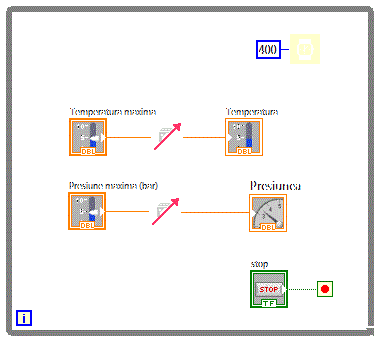 400
Temperatura maxima
Temperatura
DBL
DBL
Presiune maxima (bar)
Presiunea
DBL
DBL
stop
STOP
TF
i